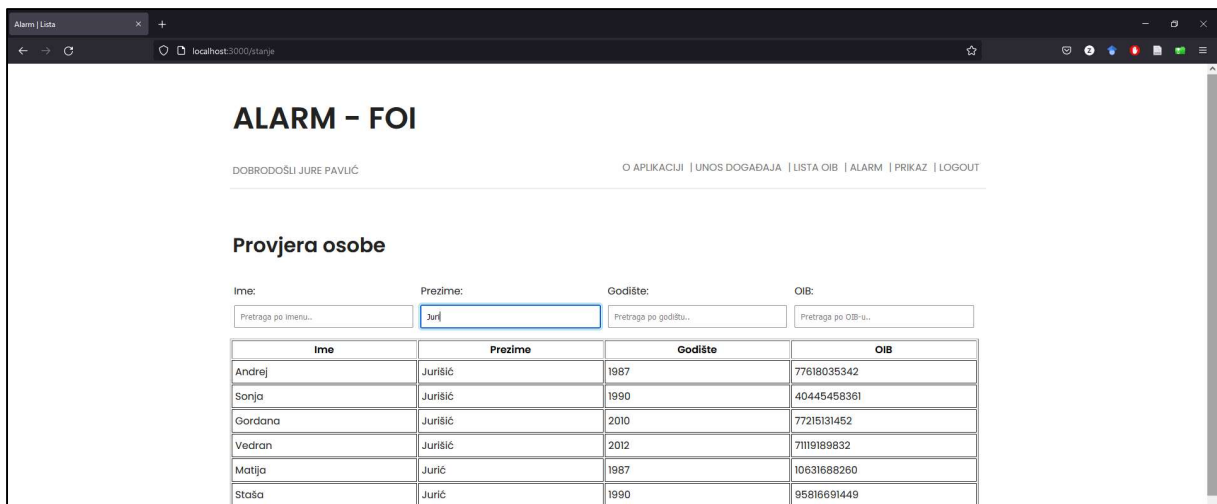 Alarm | Lista
localhost:3000/stanje
ALARM - FOI
DOBRODOŠLI JURE PAVLIĆ
O APLIKACIJI | UNOS DOGAĐAJA | LISTA OIB | ALARM | PRIKAZ | LOGOUT
Provjera osobe
Ime: Prezime: Godište: OIB:
Pretraga po imenu.. Juri Pretraga po godištu.. Pretraga po OIB-u..
Ime Prezime Godište OIB
Andrej Jurišić 1987 77618035342
Sonja Jurišić 1990 40445458361
Gordana Jurišić 2010 77215131452
Vedran Jurišić 2012 71119189832
Matija Jurić 1987 10631688260
Staša Jurić 1990 95816691449